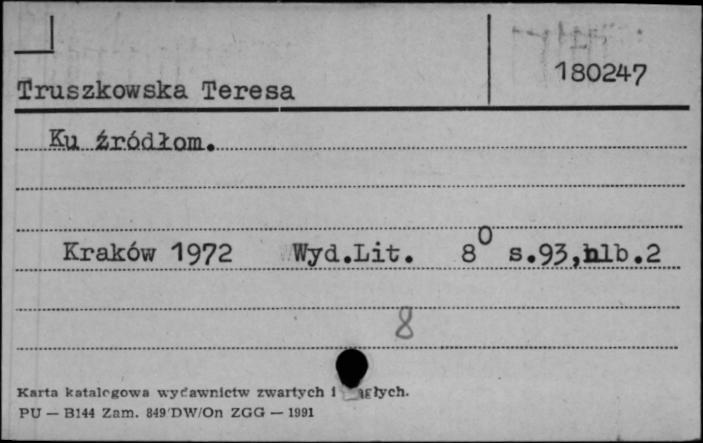 180247
Truszkowska Teresa
Ku źródłom.
Kraków 1972 Wyd.Lit. 8⁰ s.93,nlb.2
8
Karta katalogowa wydawnictw zwartych i
PU — B144 Zam. 849/DW/On ZGG — 1991